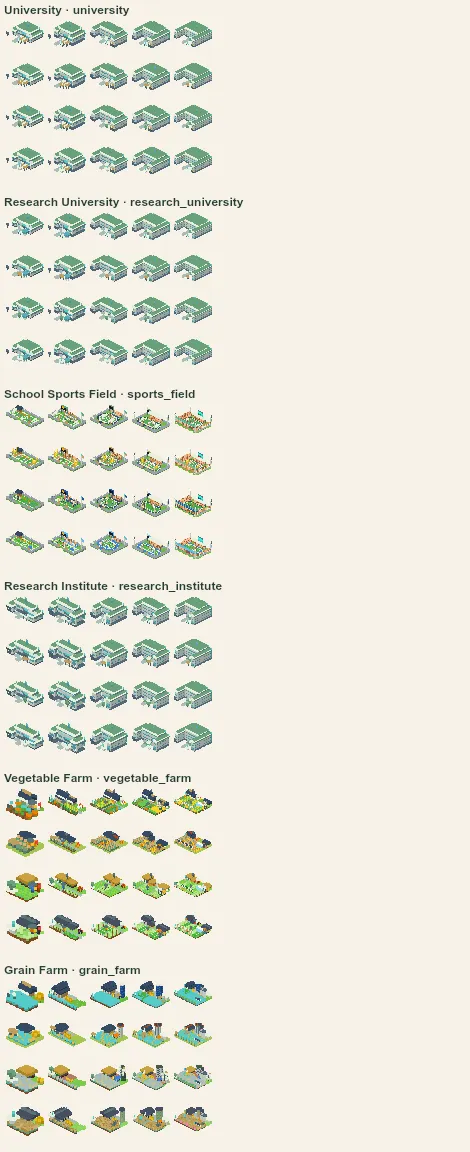 University · university
Research University · research_university
School Sports Field · sports_field
Research Institute · research_institute
Vegetable Farm · vegetable_farm
Grain Farm · grain_farm